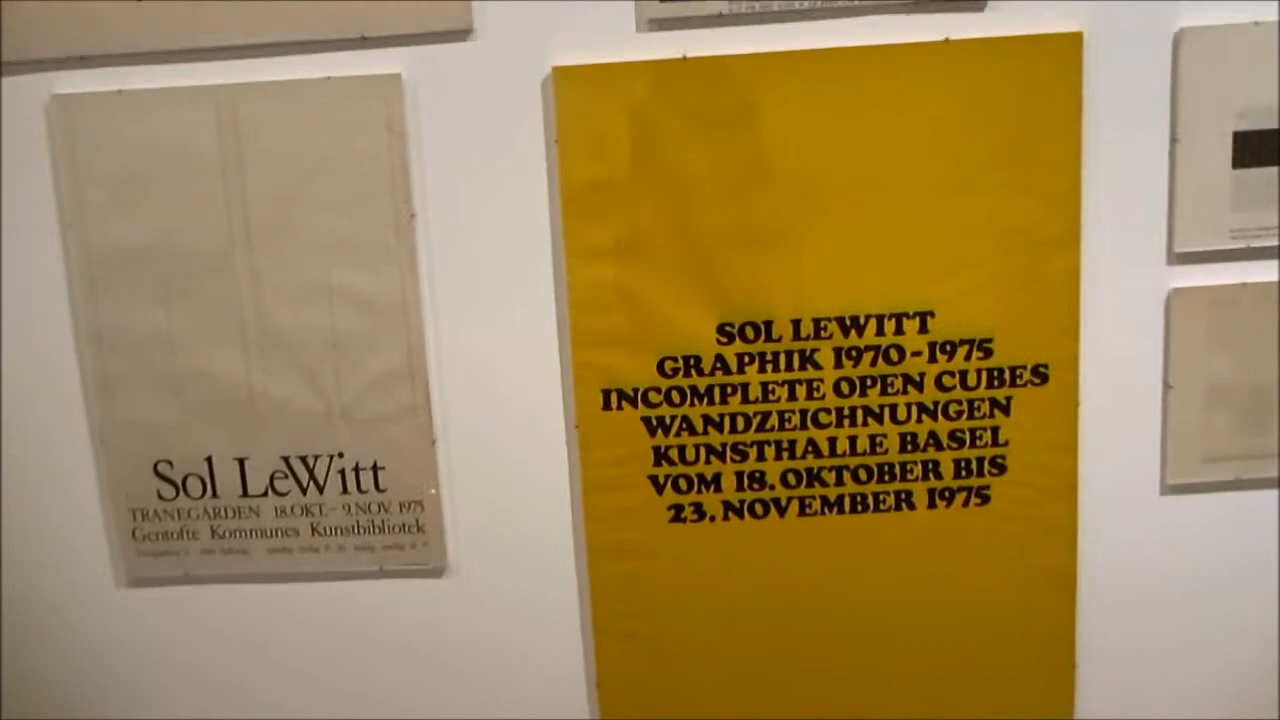 Sol LeWitt
TRANEGÅRDEN 18.OKT.- 9.NOV. 1975
Gentofte Kommunes Kunstbibliotek
SOL LEWITT
GRAPHIK 1970-1975
INCOMPLETE OPEN CUBES
WANDZEICHNUNGEN
KUNSTHALLE BASEL
VOM 18. OKTOBER BIS
23. NOVEMBER 1975